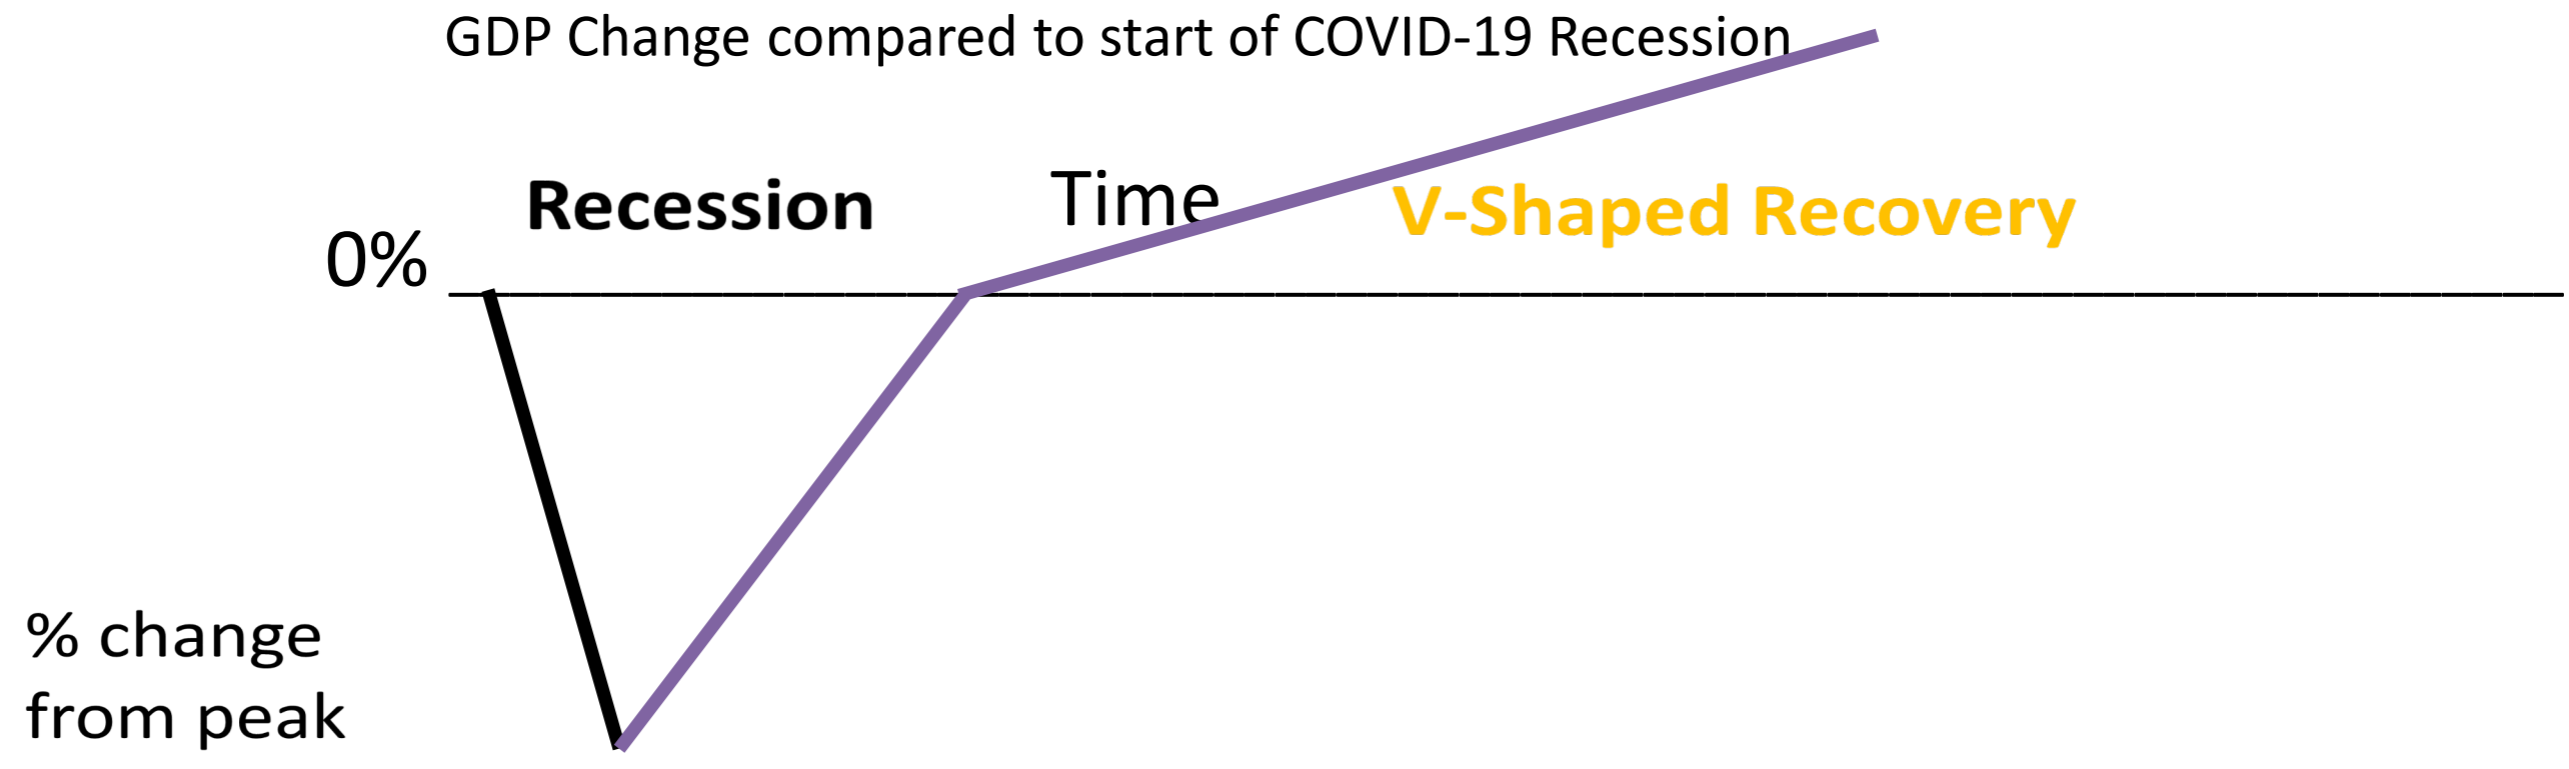 GDP Change compared to start of COVID-19 Recession
Recession
Time
V-Shaped Recovery
0%
% change
from peak